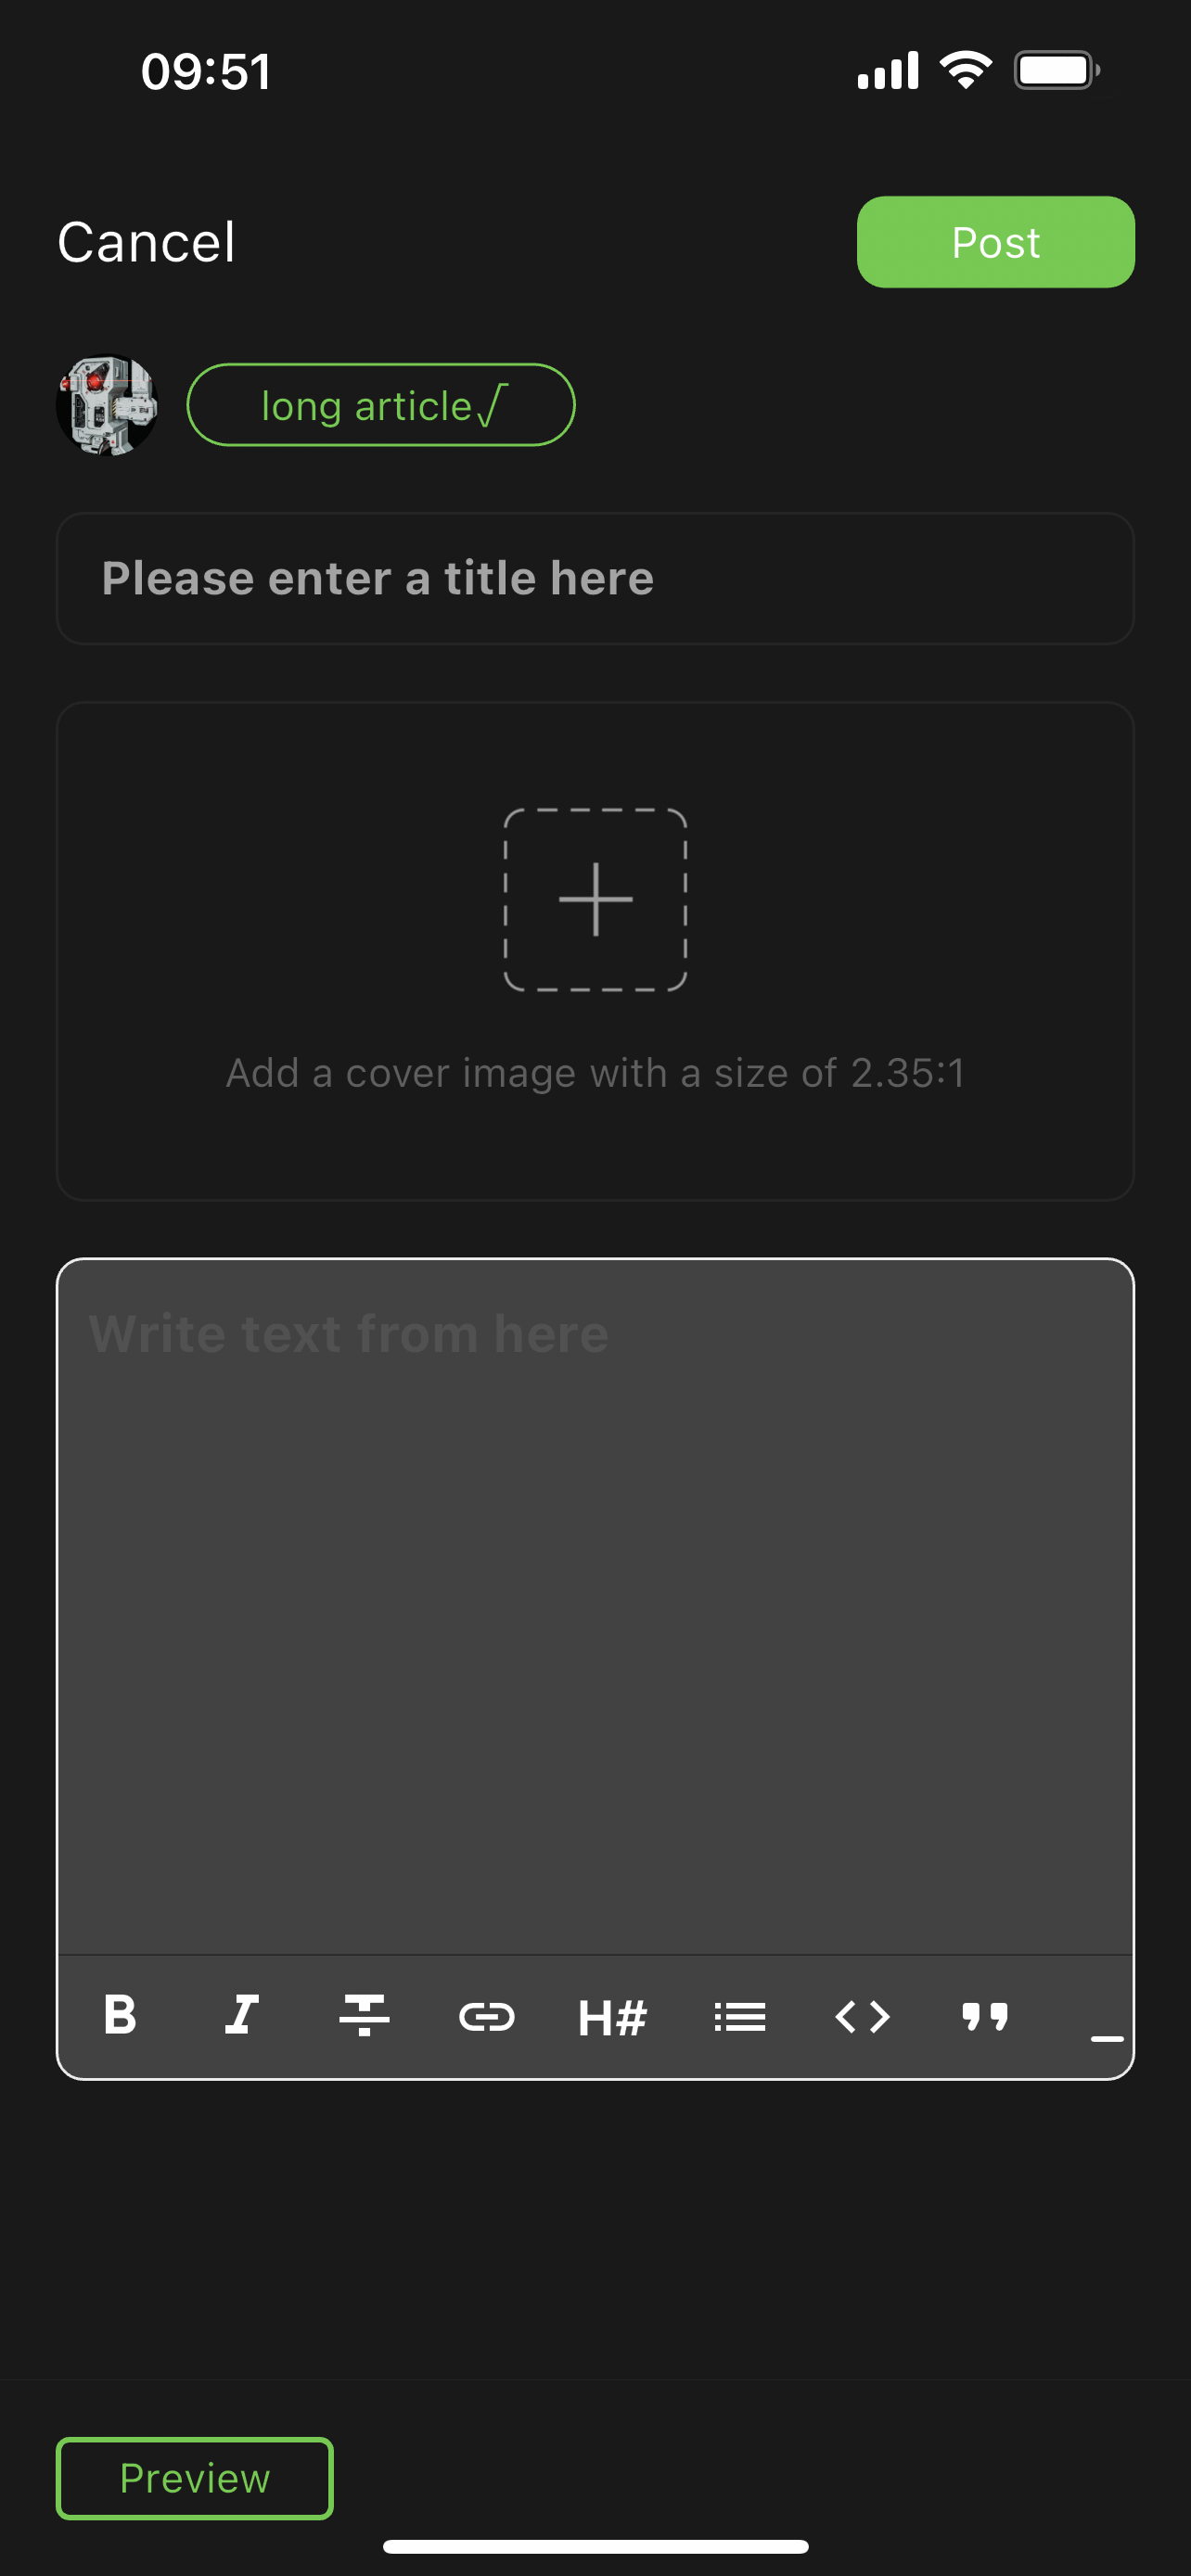 09:51
Cancel
Post
long article√
Please enter a title here
Add a cover image with a size of 2.35:1
Write text from here
B I T H# <> ”
Preview